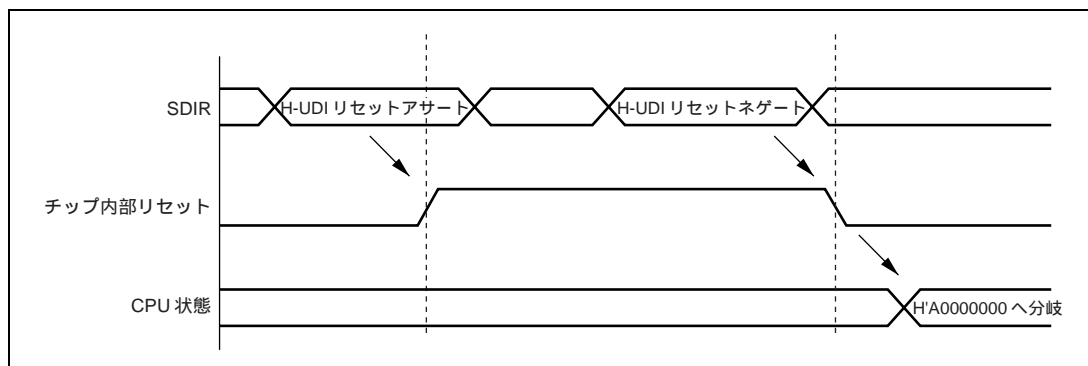 SDIR
H-UDI リセットアサート
H-UDI リセットネゲート
チップ内部リセット
CPU 状態
H'A0000000 へ分岐